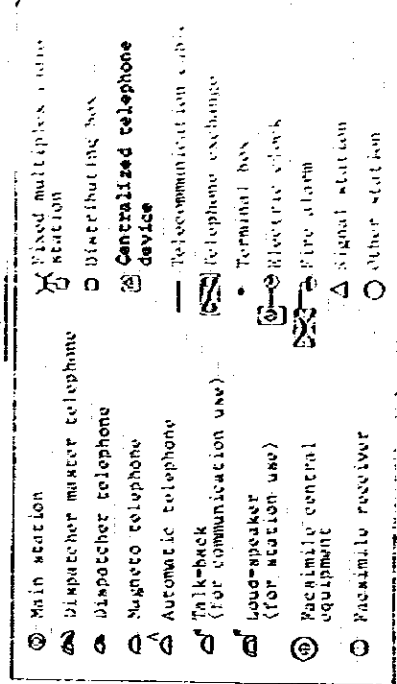 Main station
Dispatcher master telephone
Dispatcher telephone
Magneto telephone
Automatic telephone
Talk-back
(for communication use)
Loud-speaker
(for station use)
Facsimile central
equipment
Facsimile receiver
Fixed multiplex radio
station
Distributing box
Centralized telephone
device
Telecommunication cable
Telephone exchange
Terminal box
Electric clock
Fire alarm
Signal station
Other station